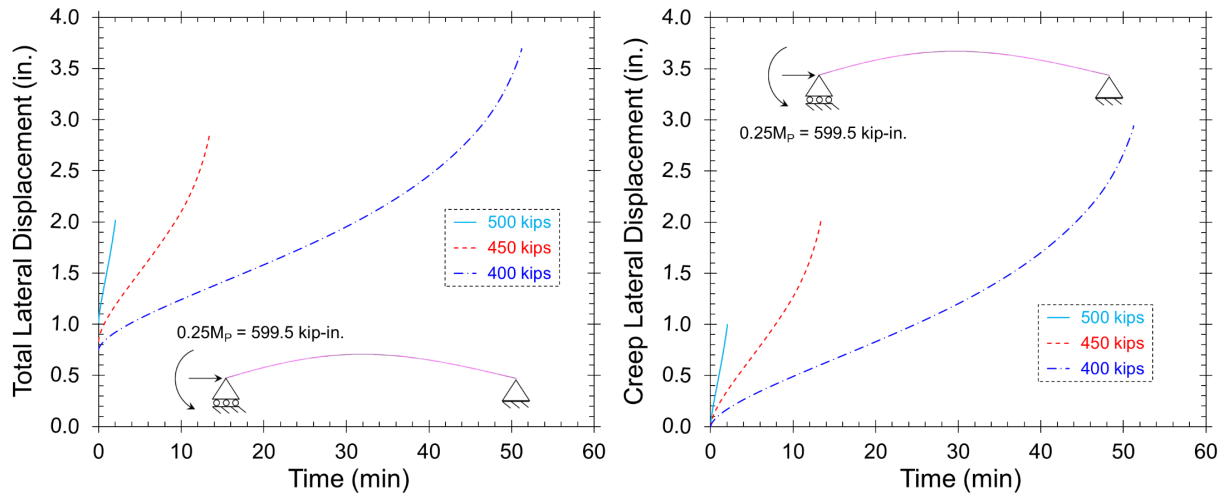 Total Lateral Displacement (in.)
4.0
3.5
3.0
2.5
2.0
1.5
1.0
0.5
0.0
500 kips
450 kips
400 kips
0.25M_P = 599.5 kip-in.
0 10 20 30 40 50 60
Time (min)
Creep Lateral Displacement (in.)
4.0
3.5
3.0
2.5
2.0
1.5
1.0
0.5
0.0
0.25M_P = 599.5 kip-in.
500 kips
450 kips
400 kips
0 10 20 30 40 50 60
Time (min)